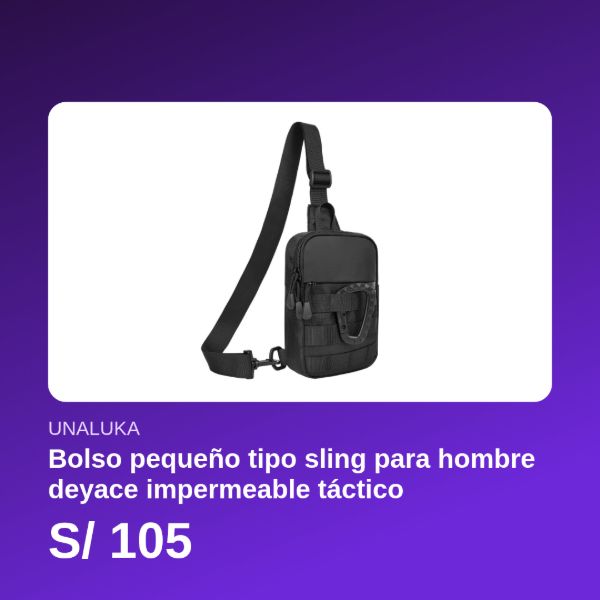 UNALUKA
Bolso pequeño tipo sling para hombre
deyace impermeable táctico
S/ 105